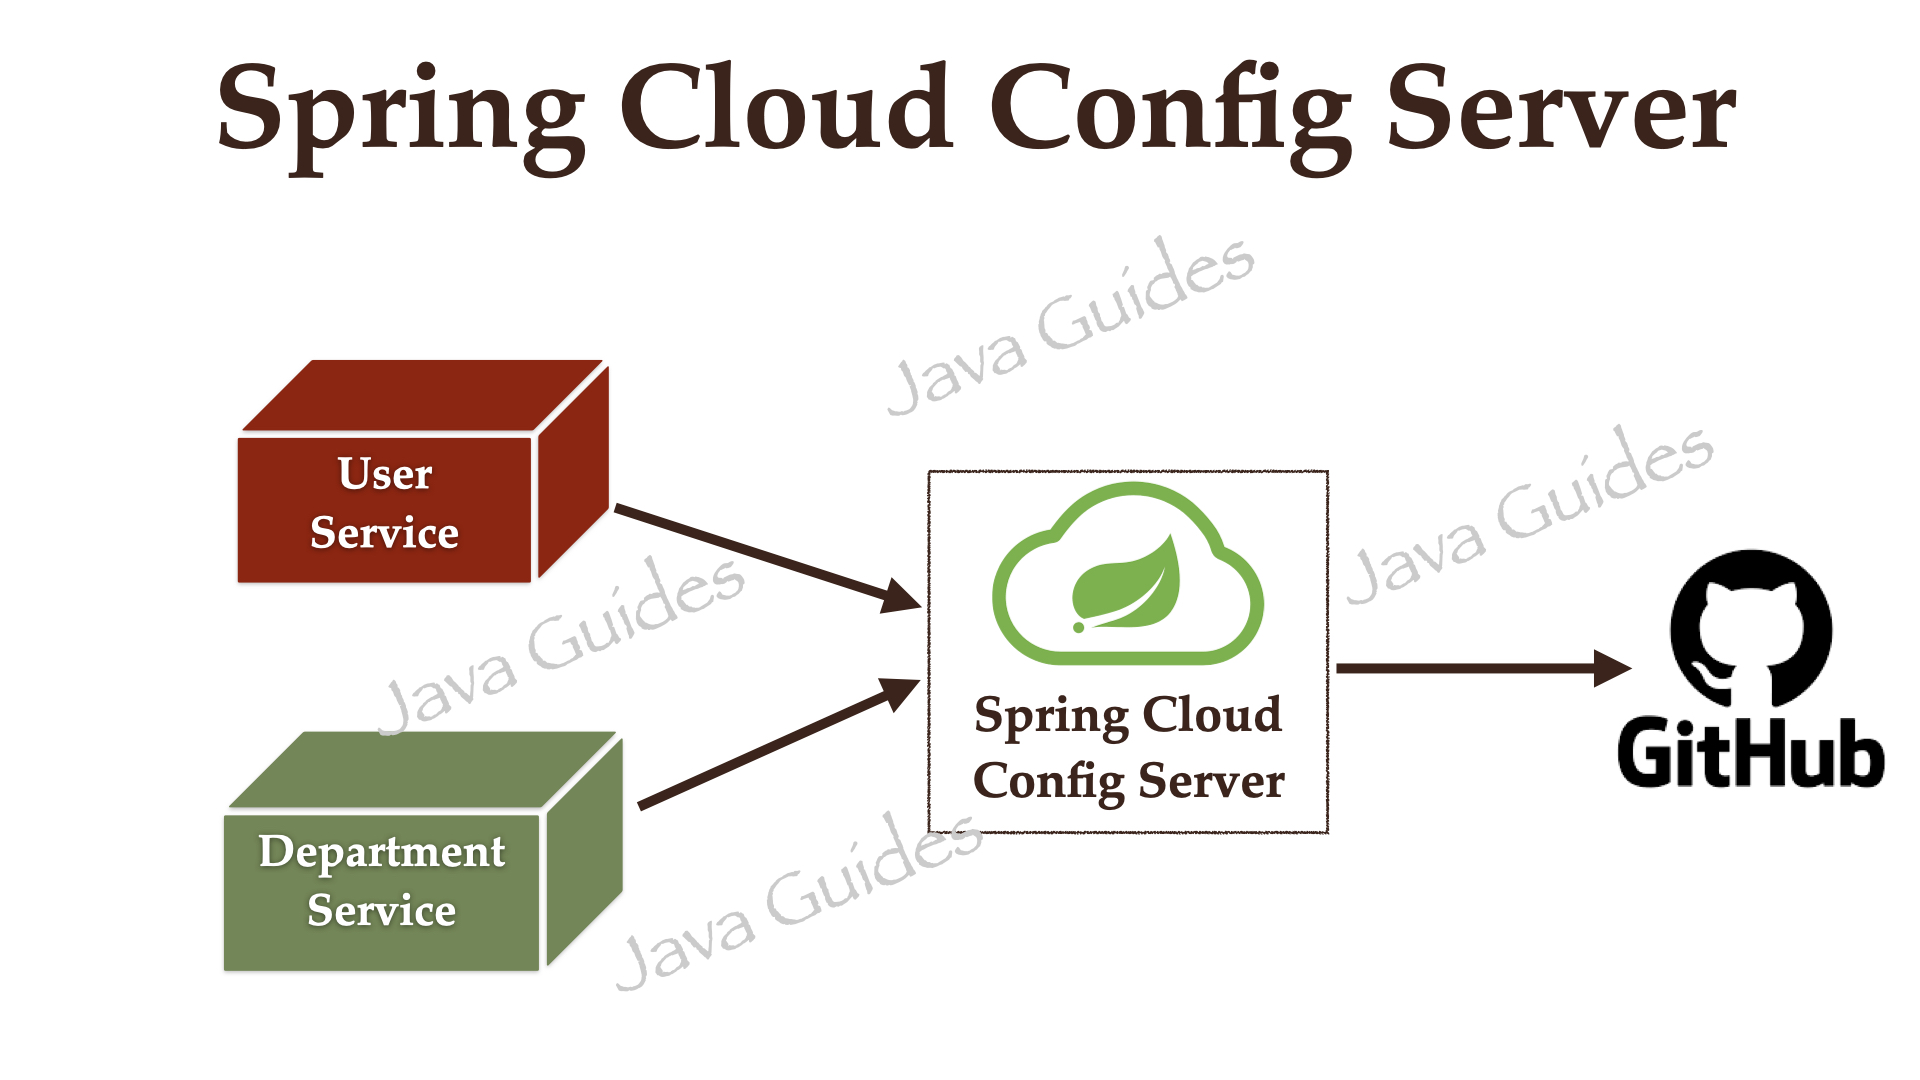 Spring Cloud Config Server
Java Guides
User
Service
Java Guides
Java Guides
Spring Cloud
Config Server
GitHub
Department
Service
Java Guides